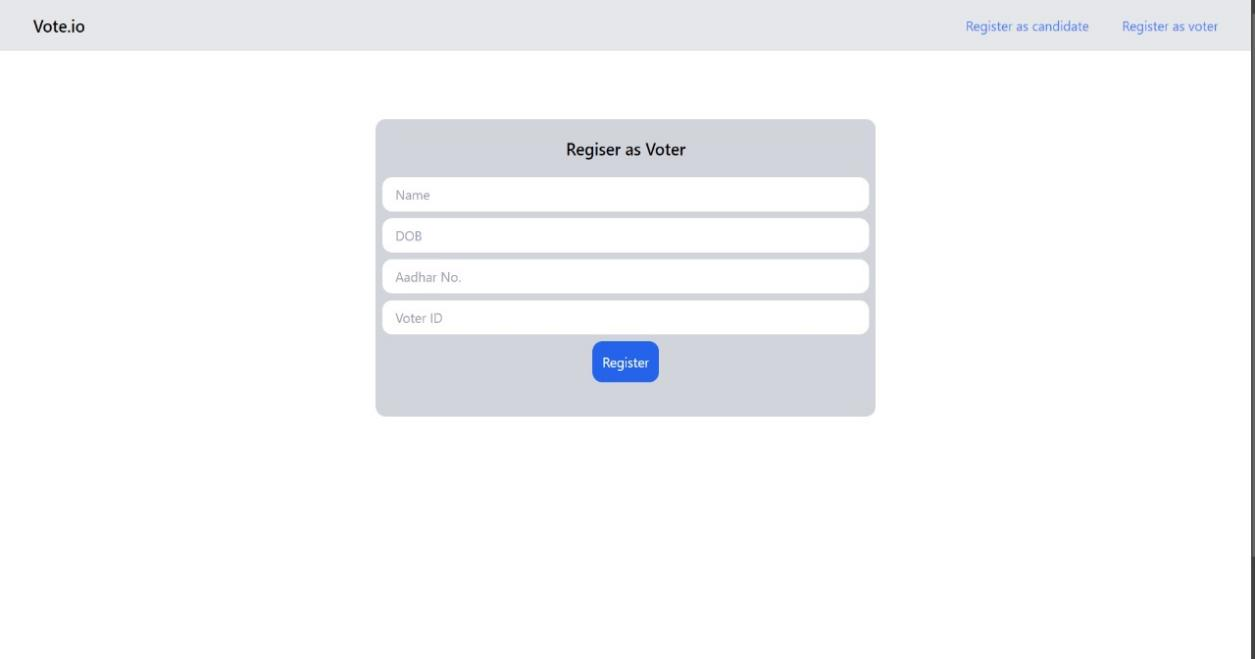 Vote.io Register as candidate Register as voter
Regiser as Voter
Name
DOB
Aadhar No.
Voter ID
Register